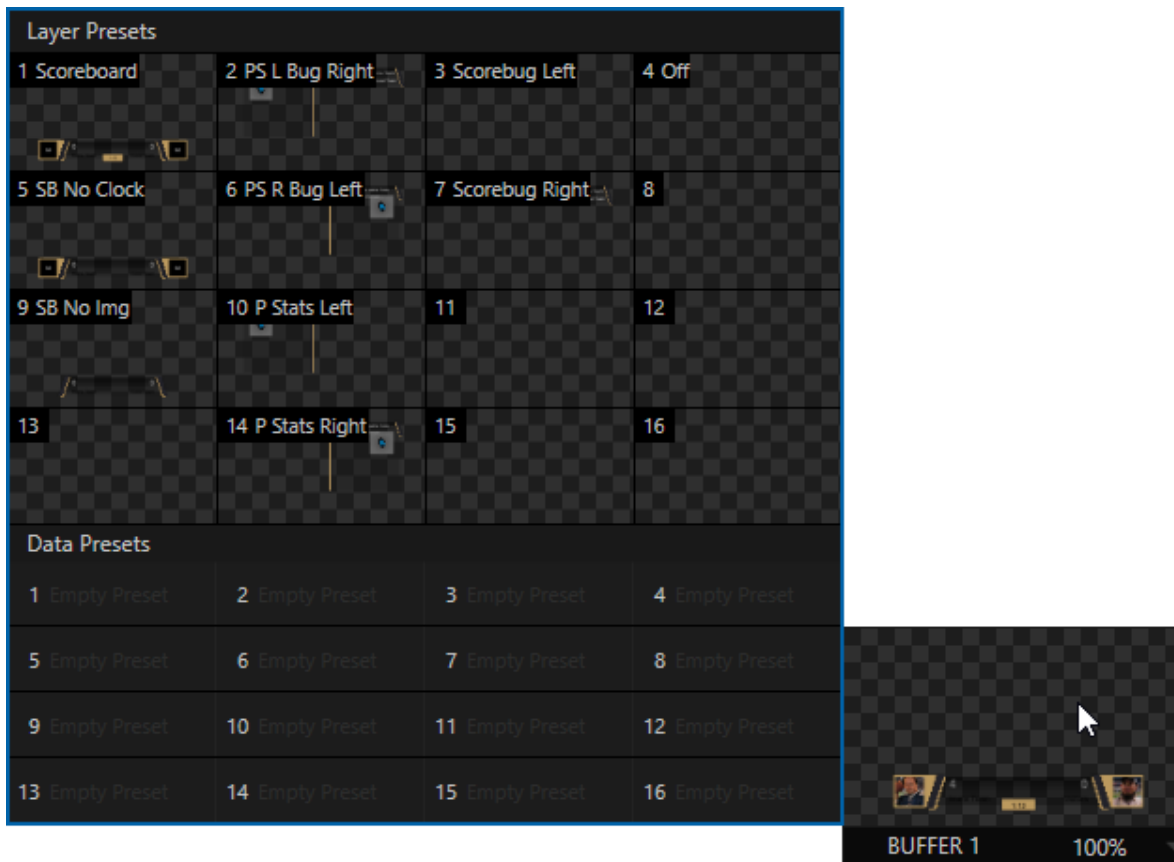 Layer Presets
1 Scoreboard 2 PS L Bug Right 3 Scorebug Left 4 Off
5 SB No Clock 6 PS R Bug Left 7 Scorebug Right 8
9 SB No Img 10 P Stats Left 11 12
13 14 P Stats Right 15 16
Data Presets
1 Empty Preset 2 Empty Preset 3 Empty Preset 4 Empty Preset
5 Empty Preset 6 Empty Preset 7 Empty Preset 8 Empty Preset
9 Empty Preset 10 Empty Preset 11 Empty Preset 12 Empty Preset
13 Empty Preset 14 Empty Preset 15 Empty Preset 16 Empty Preset
BUFFER 1 100%